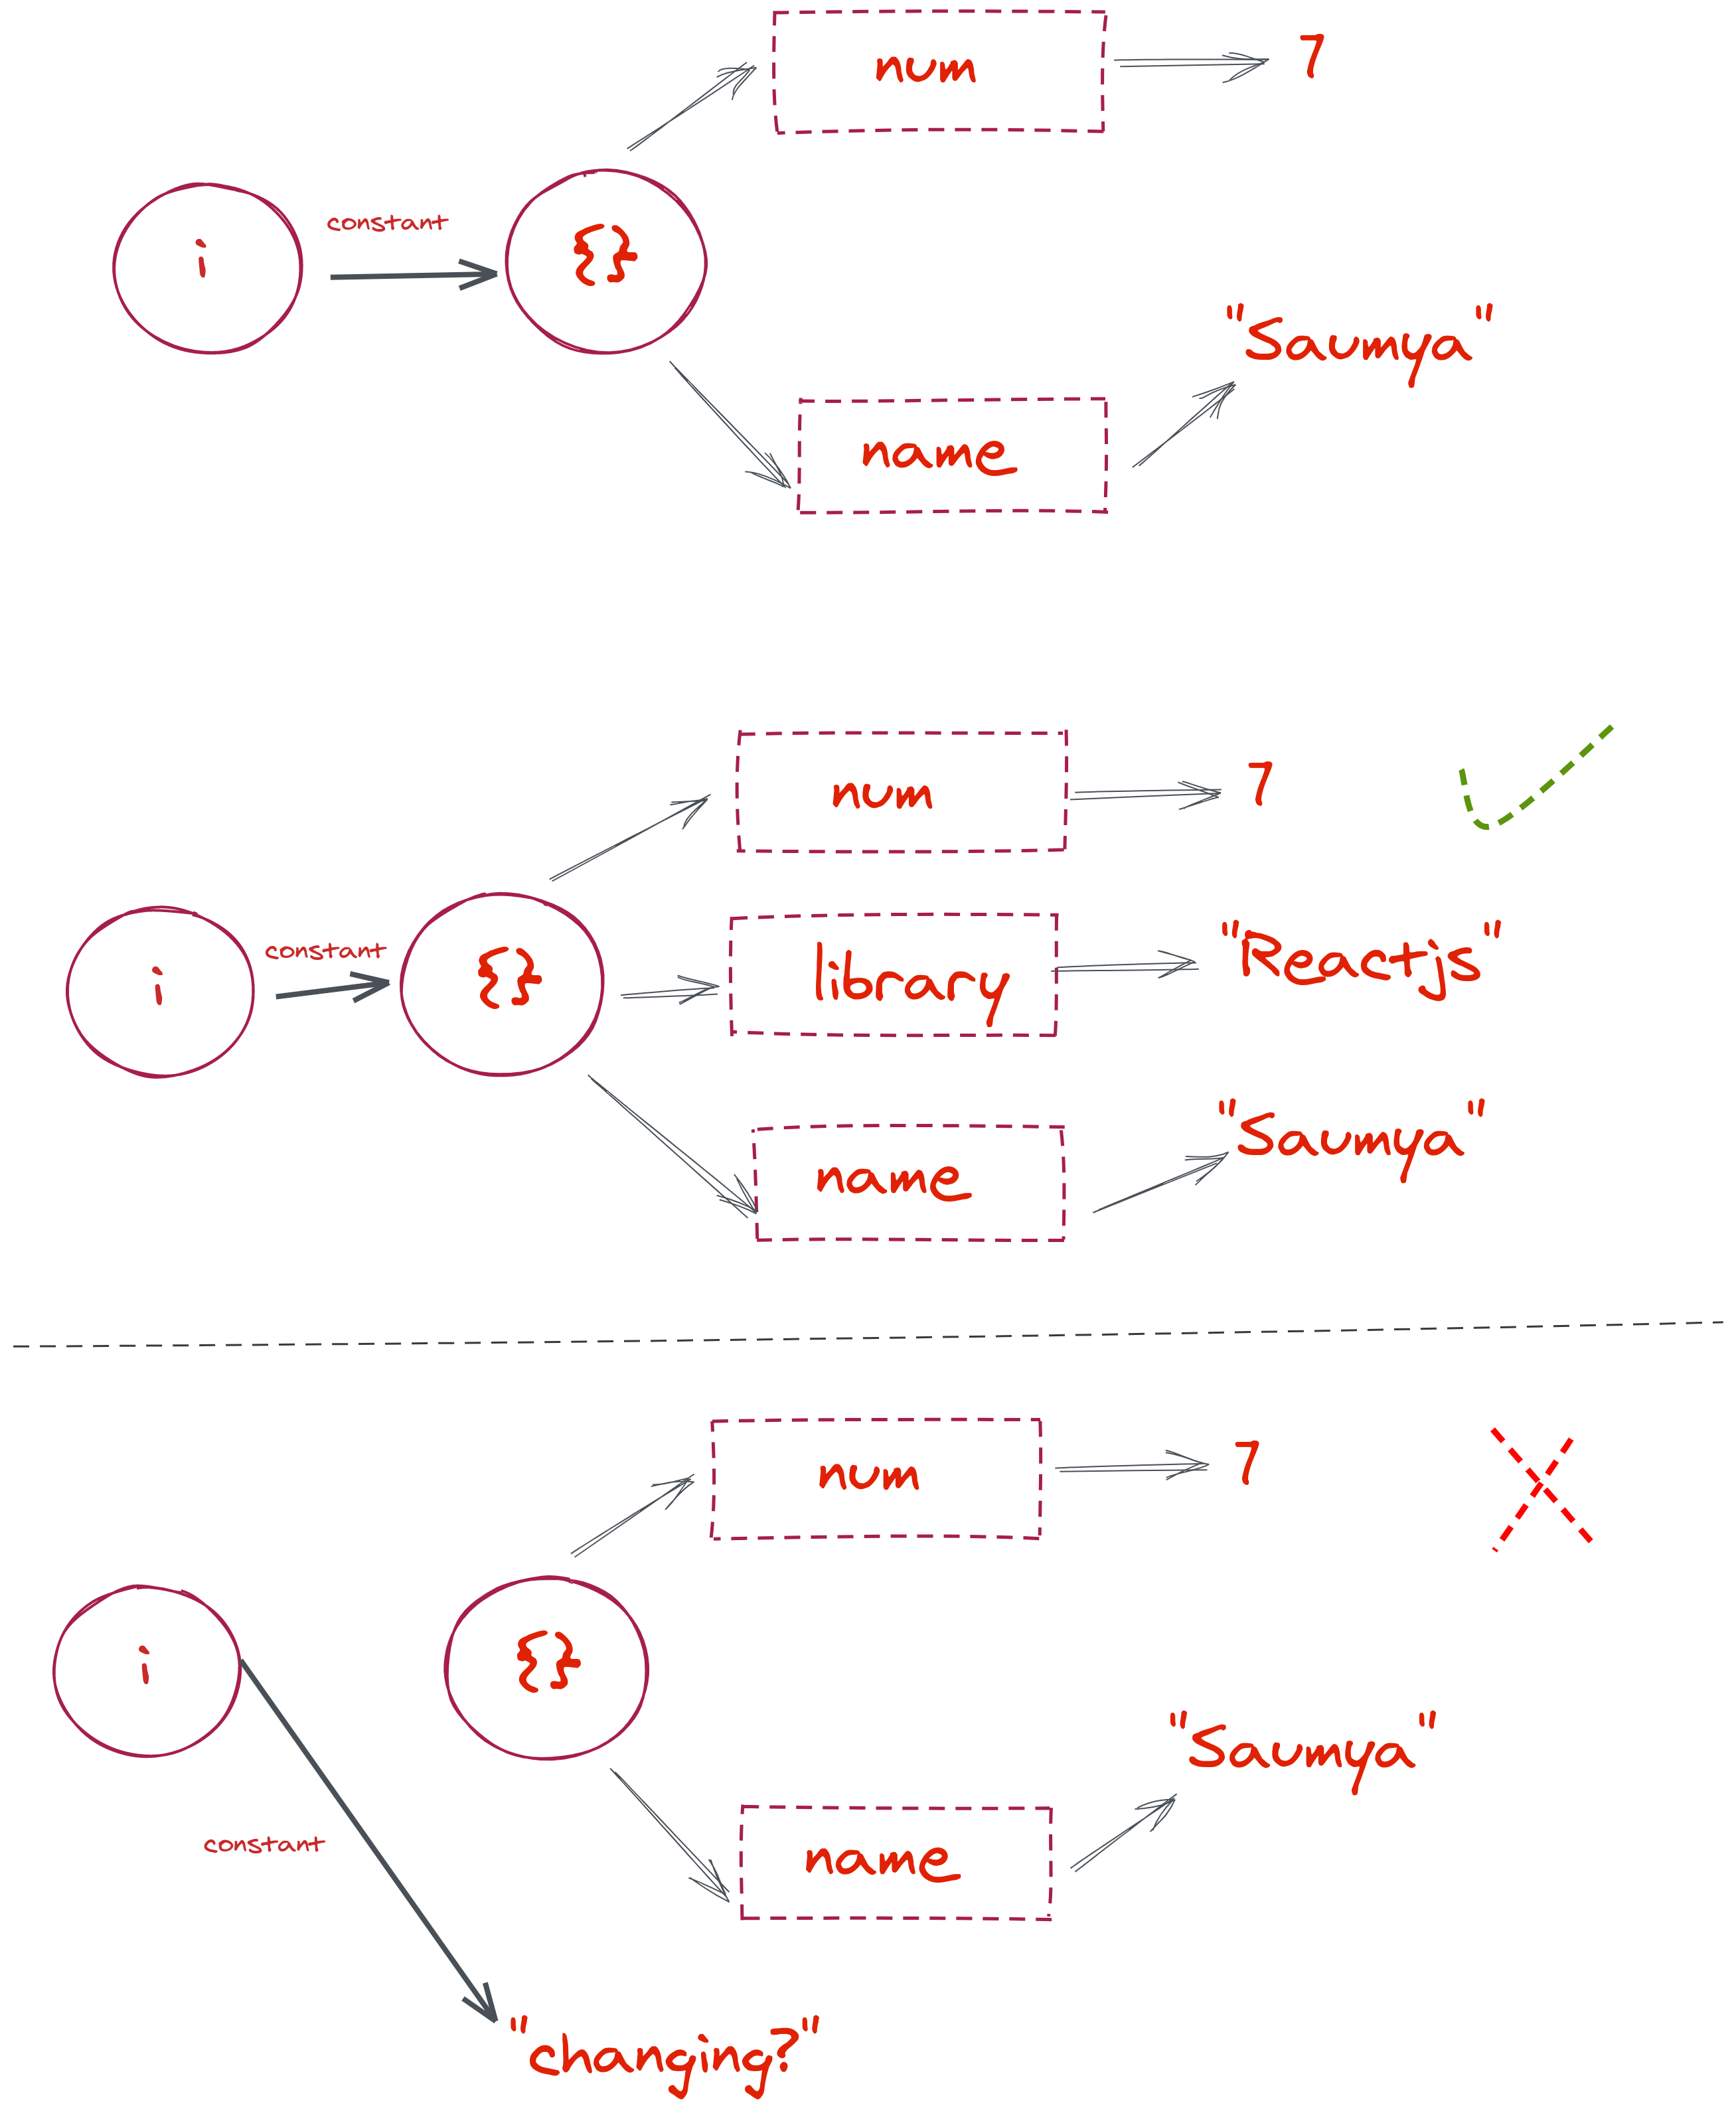 num
7
constant
i
{}
"Saumya"
name
num
7
constant
i
{}
library
"Reactjs"
name
"Saumya"
num
7
i
{}
"Saumya"
constant
name
"changing?"